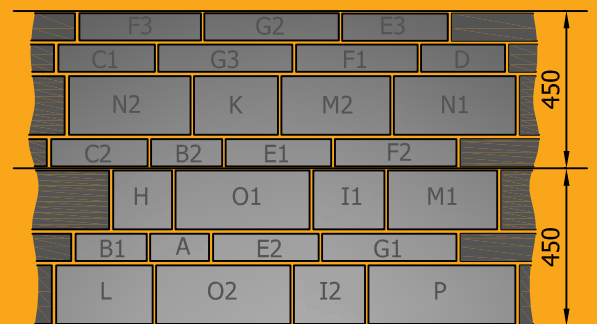 F3 G2 E3
C1 G3 F1 D
N2 K M2 N1
450
C2 B2 E1 F2
H O1 I1 M1
B1 A E2 G1
450
L O2 I2 P